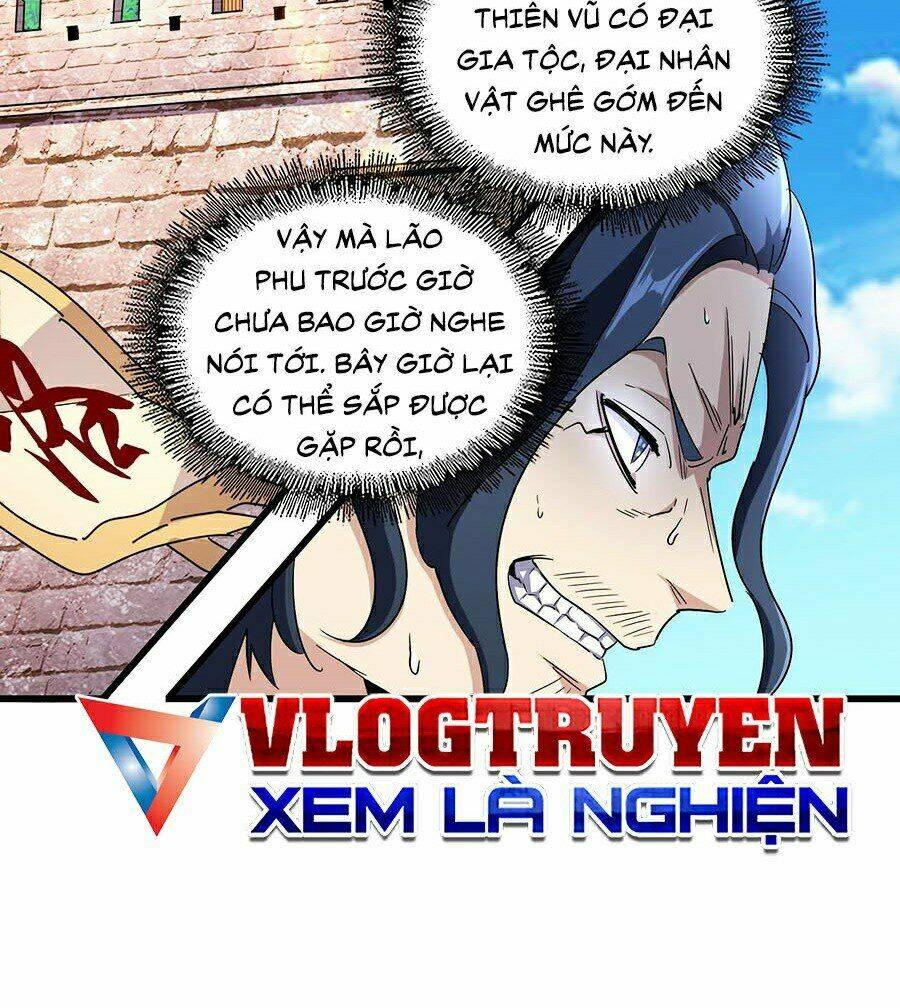 THIÊN VŨ CÓ ĐẠI
GIA TỘC, ĐẠI NHÂN
VẬT GHÊ GỚM ĐẾN
MỨC NÀY.
VẬY MÀ LÃO
PHU TRƯỚC GIỜ
CHƯA BAO GIỜ NGHE
NÓI TỚI. BÂY GIỜ LẠI
CÓ THỂ SẮP ĐƯỢC
GẶP RỒI,
VLOGTRUYEN
XEM LÀ NGHIỆN